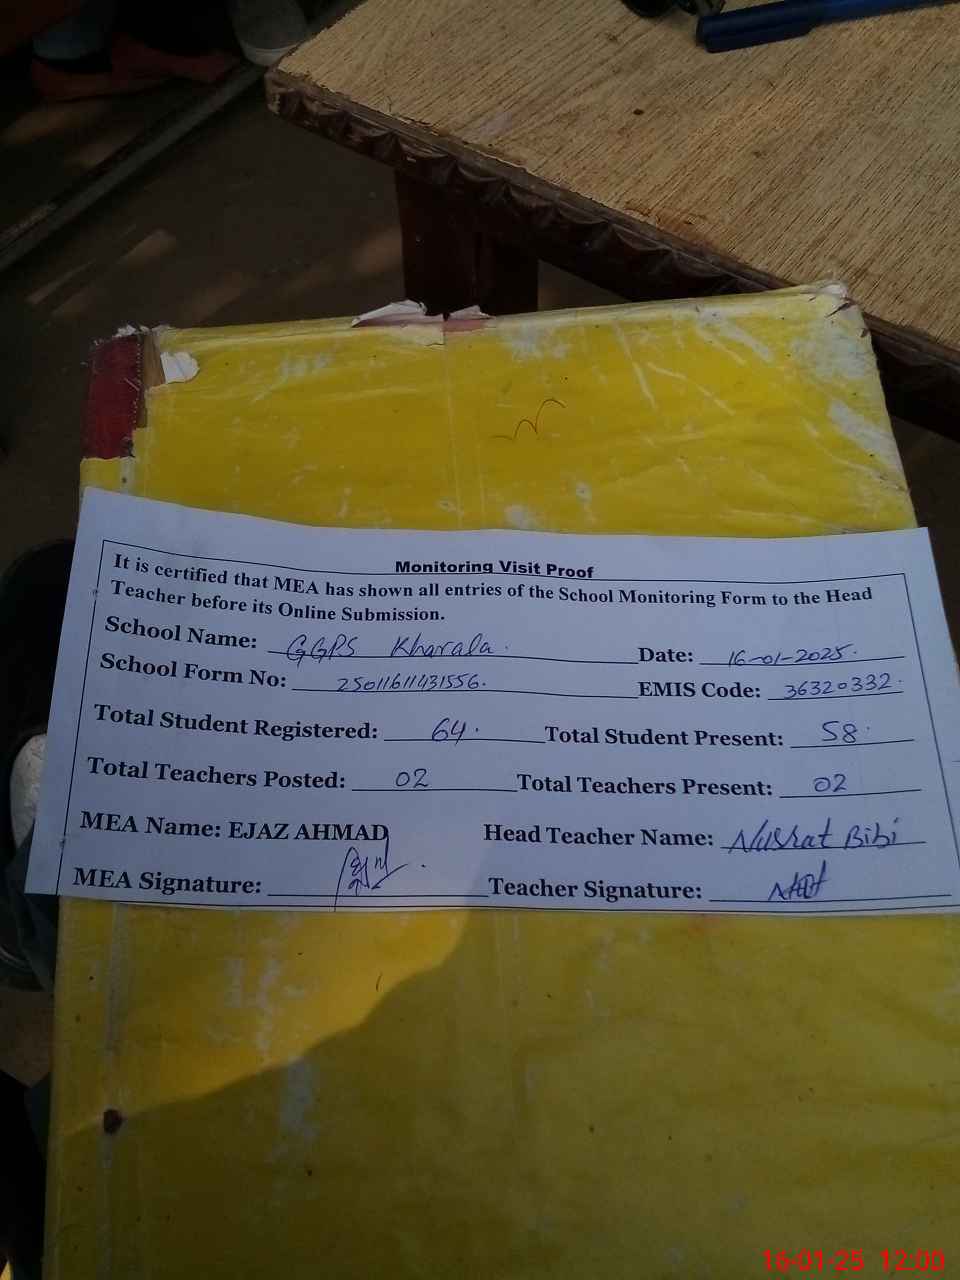 Monitoring Visit Proof
It is certified that MEA has shown all entries of the School Monitoring Form to the Head
Teacher before its Online Submission.
School Name: GGPS Kharala. Date: 16-01-2025.
School Form No: 25011611431556. EMIS Code: 36320332.
Total Student Registered: 64. Total Student Present: 58.
Total Teachers Posted: 02 Total Teachers Present: 02
MEA Name: EJAZ AHMAD Head Teacher Name: Nusrat Bibi
MEA Signature: Teacher Signature:
16-01-25 12:00